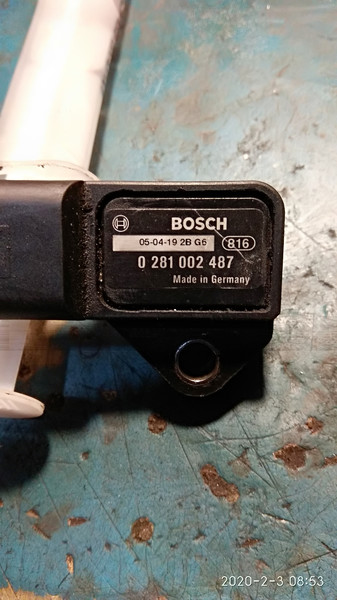 BOSCH
05-04-19 2B G6 816
0 281 002 487
Made in Germany
2020-2-3 08:53